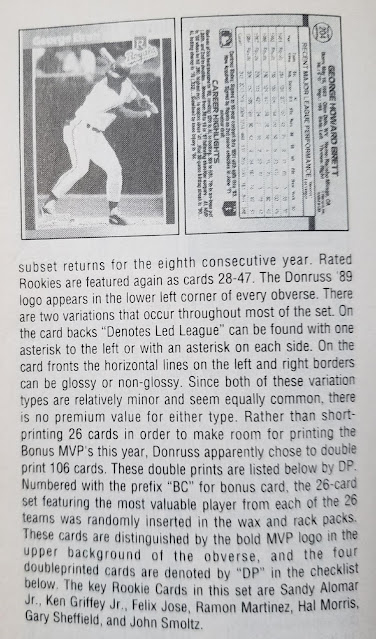 George Brett
204
GEORGE HOWARD BRETT
RECENT MAJOR LEAGUE PERFORMANCE
CAREER HIGHLIGHTS
subset returns for the eighth consecutive year. Rated
Rookies are featured again as cards 28-47. The Donruss '89
logo appears in the lower left corner of every obverse. There
are two variations that occur throughout most of the set. On
the card backs "Denotes Led League" can be found with one
asterisk to the left or with an asterisk on each side. On the
card fronts the horizontal lines on the left and right borders
can be glossy or non-glossy. Since both of these variation
types are relatively minor and seem equally common, there
is no premium value for either type. Rather than short-
printing 26 cards in order to make room for printing the
Bonus MVP's this year, Donruss apparently chose to double
print 106 cards. These double prints are listed below by DP.
Numbered with the prefix "BC" for bonus card, the 26-card
set featuring the most valuable player from each of the 26
teams was randomly inserted in the wax and rack packs.
These cards are distinguished by the bold MVP logo in the
upper background of the obverse, and the four
doubleprinted cards are denoted by "DP" in the checklist
below. The key Rookie Cards in this set are Sandy Alomar
Jr., Ken Griffey Jr., Felix Jose, Ramon Martinez, Hal Morris,
Gary Sheffield, and John Smoltz.